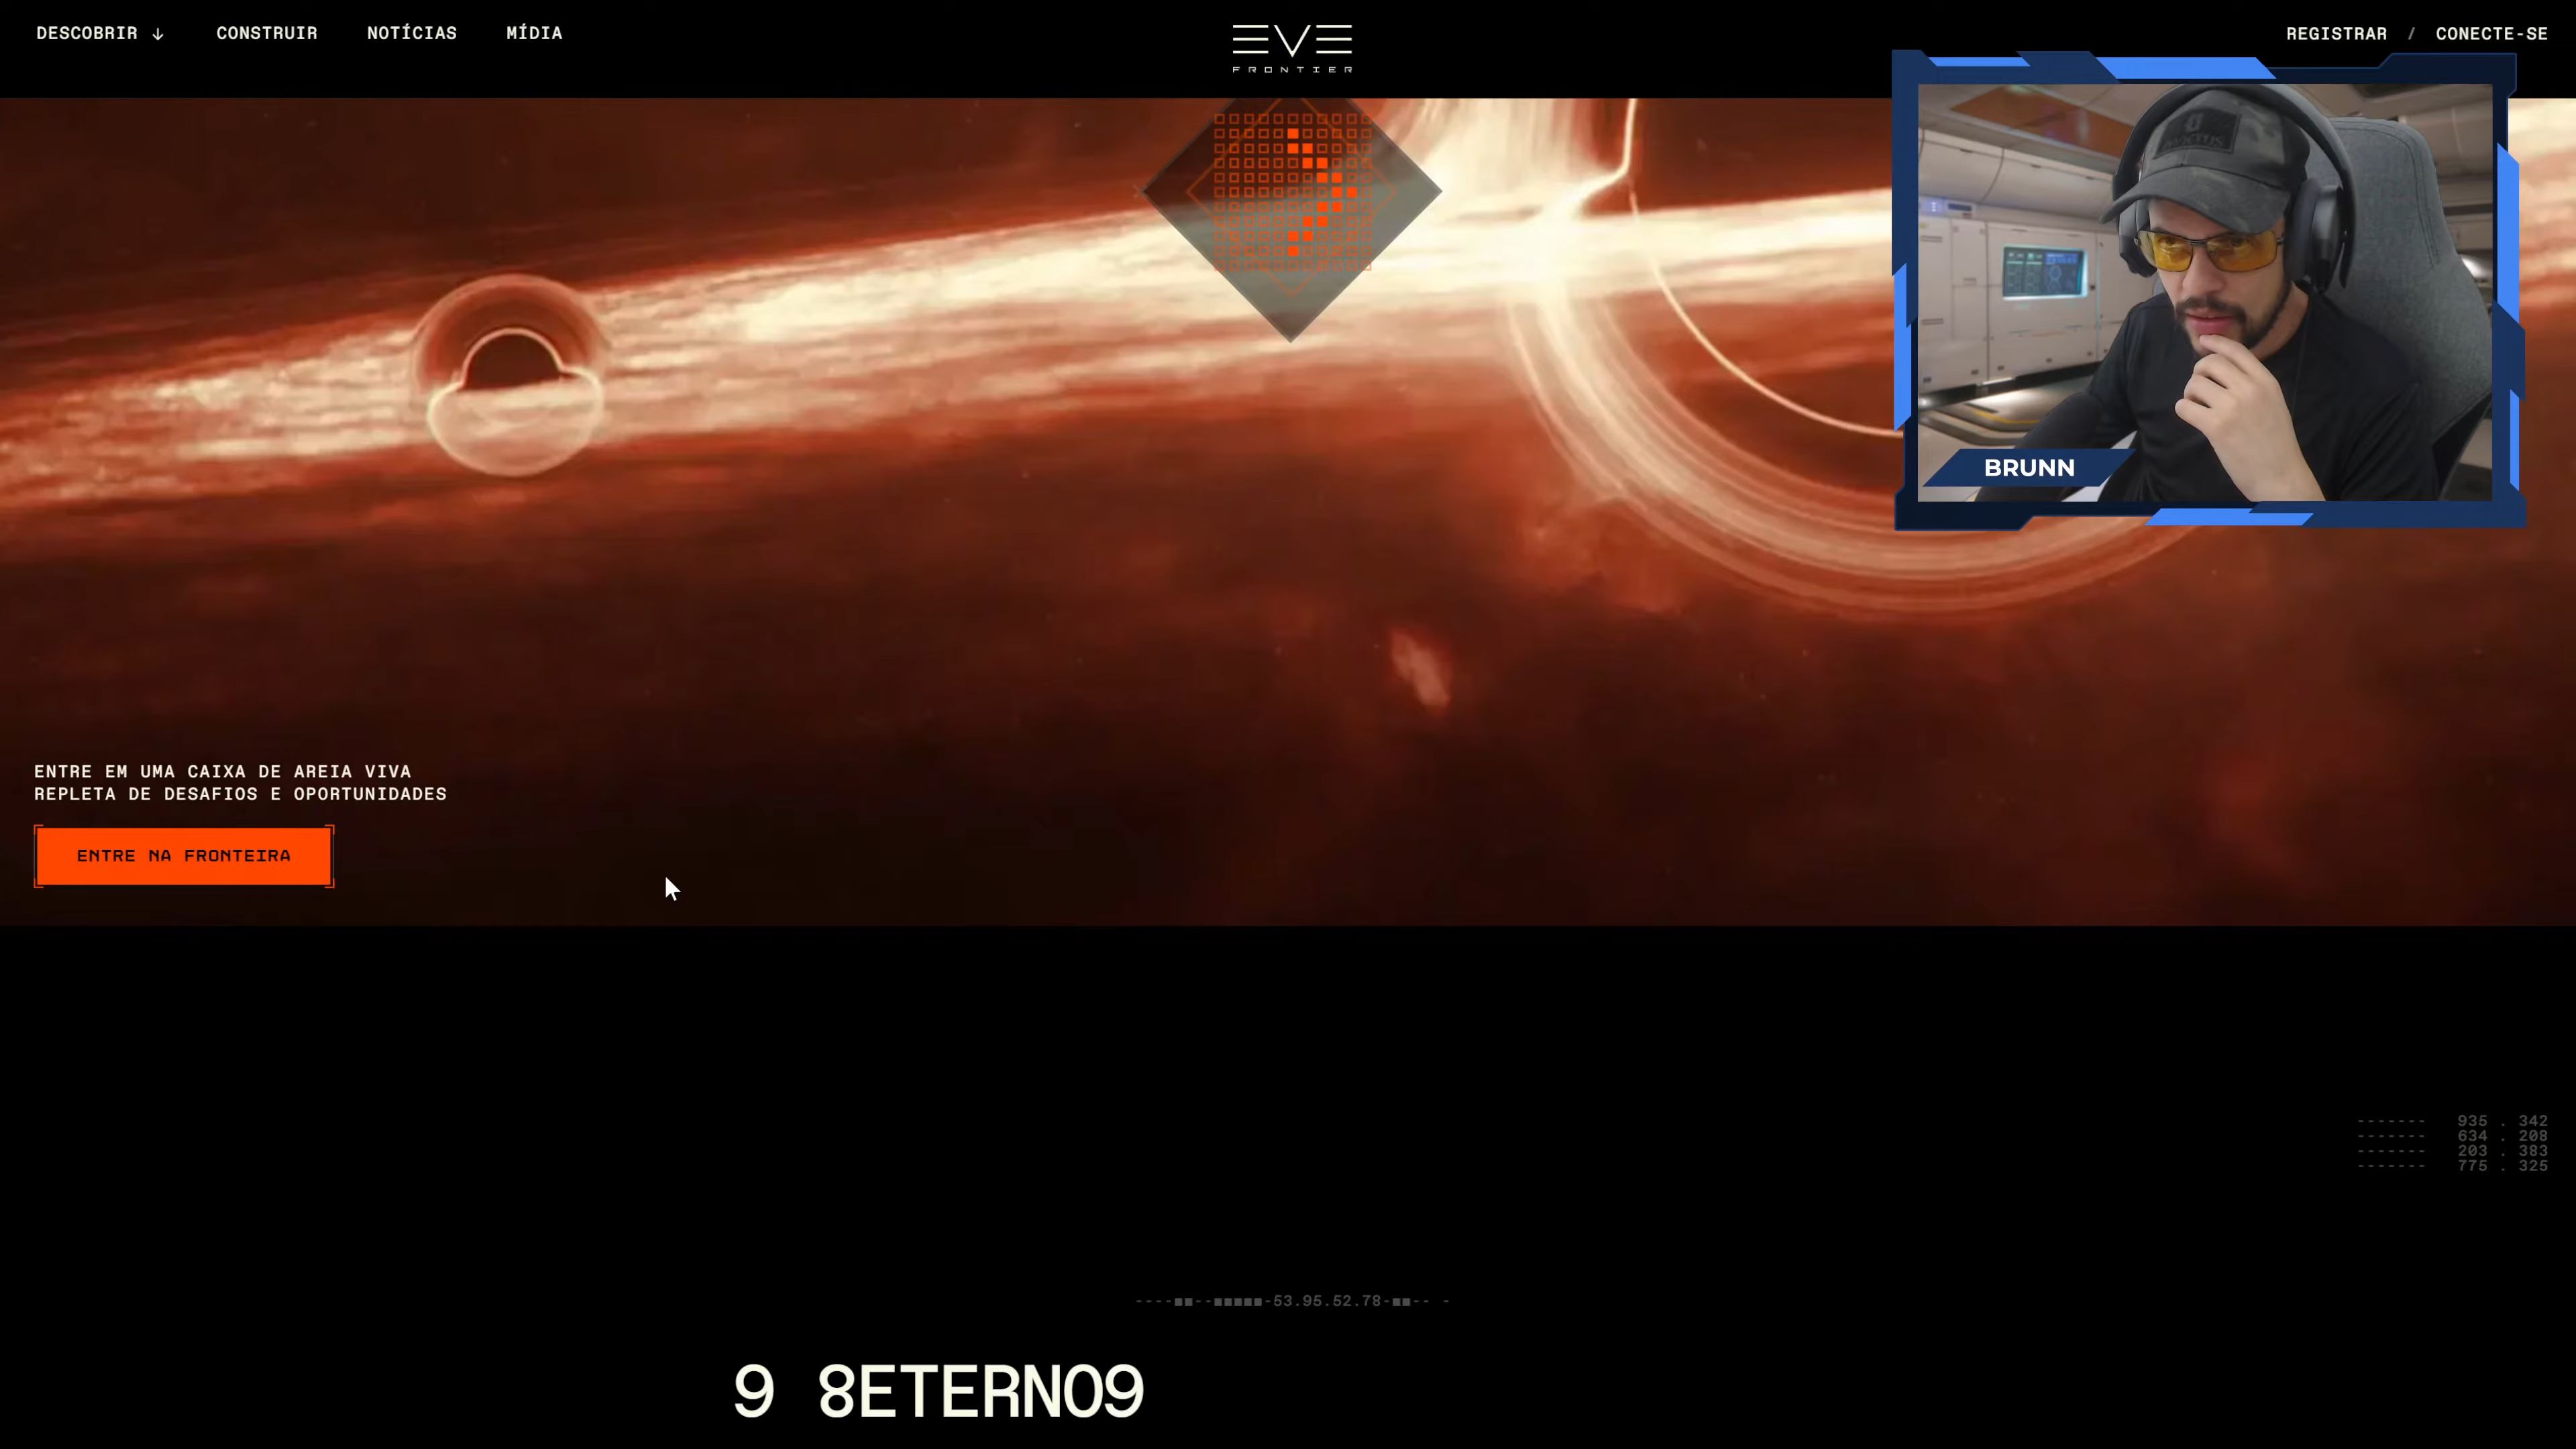 DESCOBRIR ↓ CONSTRUIR NOTÍCIAS MÍDIA
EVE
FRONTIER
REGISTRAR / CONECTE-SE
BRUNN
ENTRE EM UMA CAIXA DE AREIA VIVA
REPLETA DE DESAFIOS E OPORTUNIDADES
ENTRE NA FRONTEIRA
------- 935 . 342
------- 634 . 208
------- 203 . 383
------- 775 . 325
----■■--■■■■■-53.95.52.78-■■-- -
9 8ETERNO9